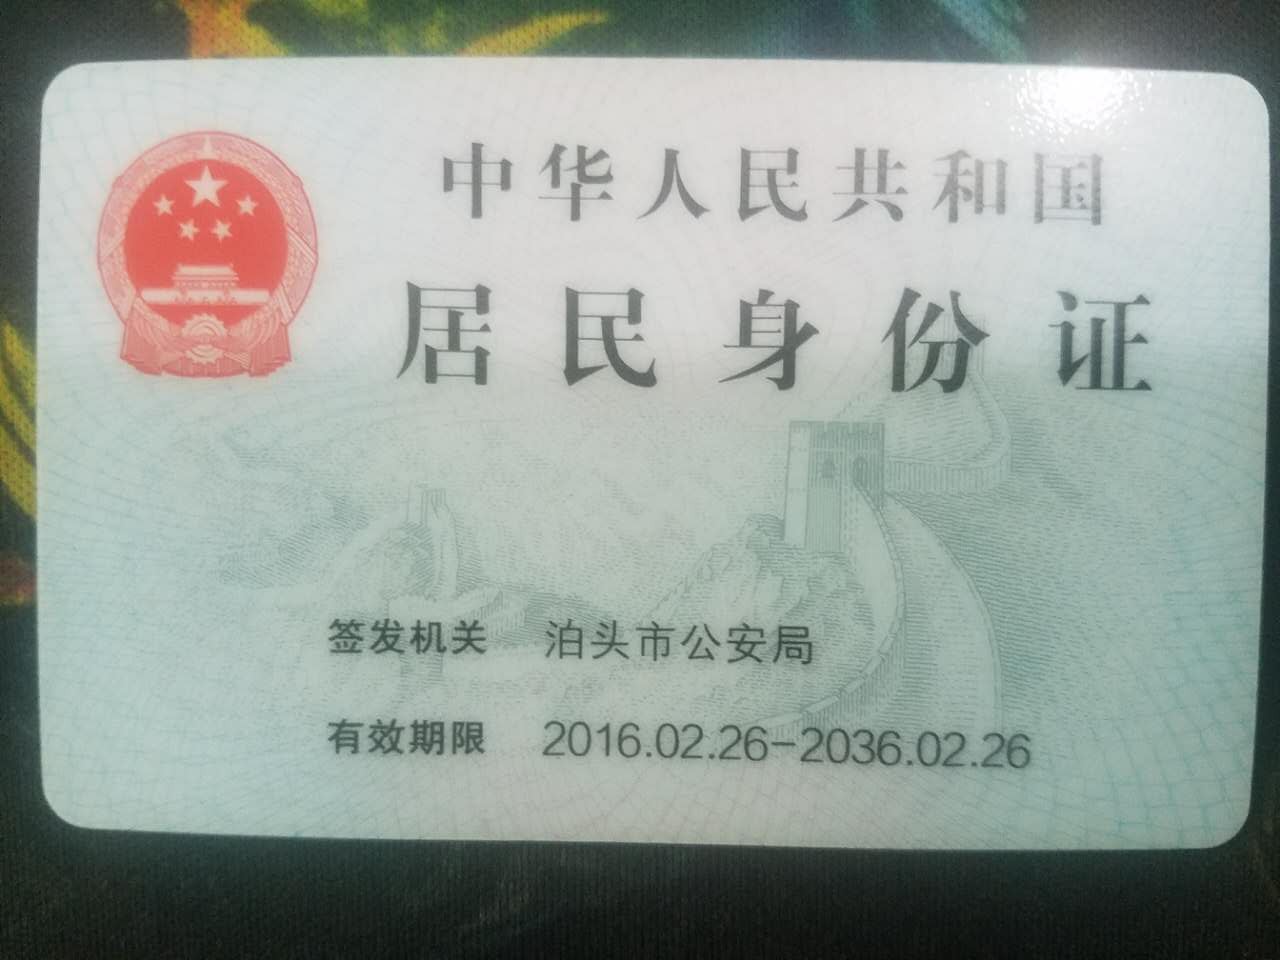 中华人民共和国
居民身份证
签发机关 泊头市公安局
有效期限 2016.02.26-2036.02.26